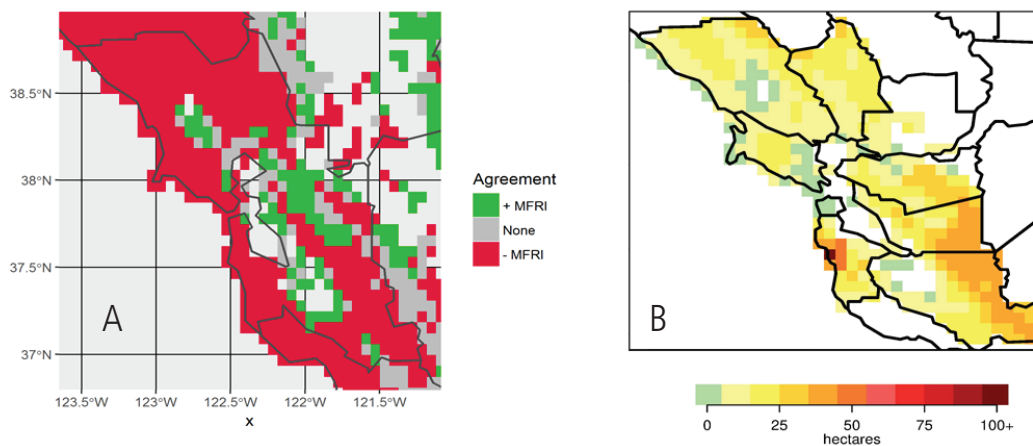 38.5°N
38°N
37.5°N
37°N
123.5°W 123°W 122.5°W 122°W 121.5°W
x
A
Agreement
+ MFRI
None
- MFRI
B
0 25 50 75 100+
hectares